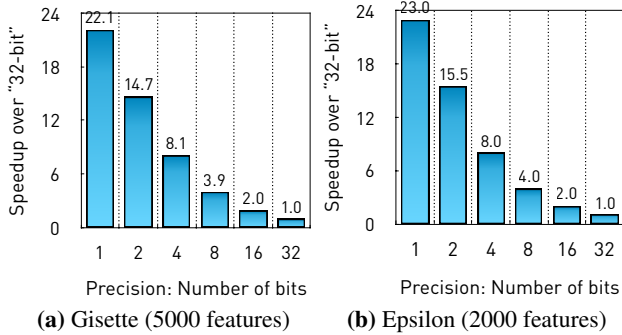 Speedup over "32-bit"
24
18
12
6
0
22.1
14.7
8.1
3.9
2.0
1.0
1 2 4 8 16 32
Precision: Number of bits
(a) Gisette (5000 features)
Speedup over "32-bit"
24
18
12
6
0
23.0
15.5
8.0
4.0
2.0
1.0
1 2 4 8 16 32
Precision: Number of bits
(b) Epsilon (2000 features)